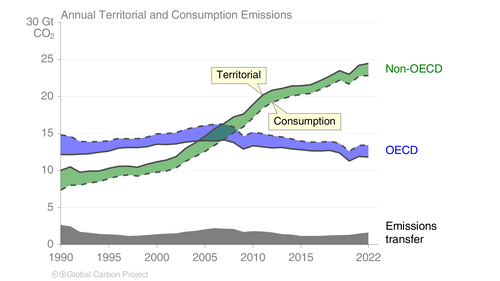 Annual Territorial and Consumption Emissions
30 Gt
CO2
25
20
15
10
5
0
Territorial
Consumption
Non-OECD
OECD
Emissions
transfer
1990
1995
2000
2005
2010
2015
2022
Global Carbon Project